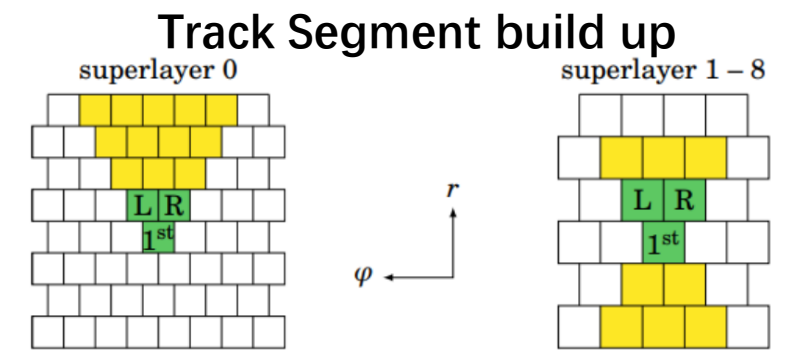 Track Segment build up
superlayer 0
superlayer 1 – 8
L R
1st
r
φ
L R
1st